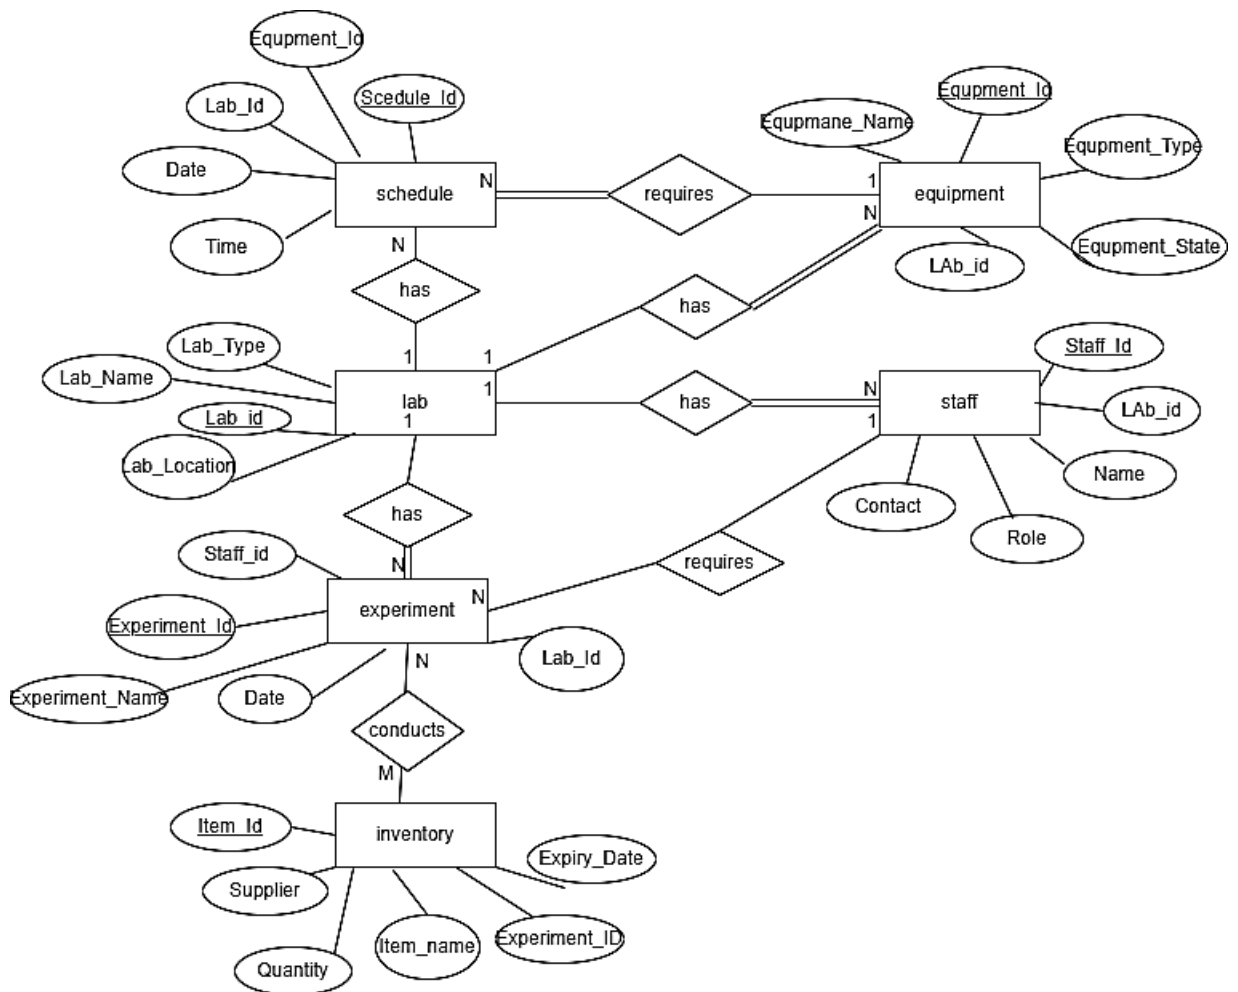 Equpment_Id
Scedule_Id
Lab_Id
Date
Time
schedule
N
N
requires
1
N
equipment
Equpmane_Name
Equpment_Id
Equpment_Type
Equpment_State
LAb_id
has
1
has
Lab_Type
Lab_Name
Lab_id
Lab_Location
lab
1
1
1
has
N
1
staff
Staff_Id
LAb_id
Name
Role
Contact
has
N
requires
Staff_id
Experiment_Id
Experiment_Name
Date
experiment
N
N
Lab_Id
conducts
M
Item_Id
Supplier
Quantity
inventory
Item_name
Experiment_ID
Expiry_Date